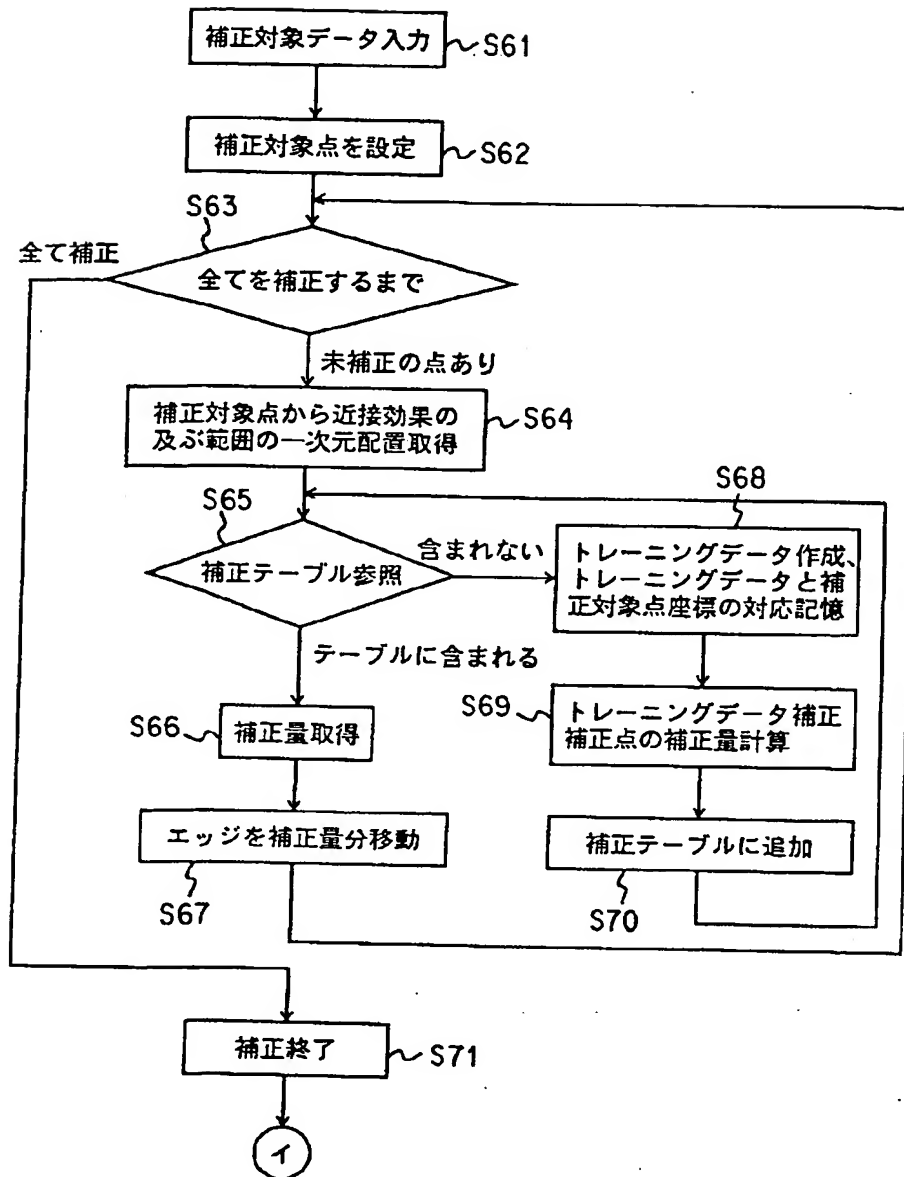 補正対象データ入力
S61
補正対象点を設定
S62
S63
全て補正
全てを補正するまで
未補正の点あり
補正対象点から近接効果の
及ぶ範囲の一次元配置取得
S64
S65
補正テーブル参照
含まれない
S68
トレーニングデータ作成、
トレーニングデータと補
正対象点座標の対応記憶
テーブルに含まれる
S66
補正量取得
S69
トレーニングデータ補正
補正点の補正量計算
エッジを補正量分移動
S67
補正テーブルに追加
S70
補正終了
S71
イ